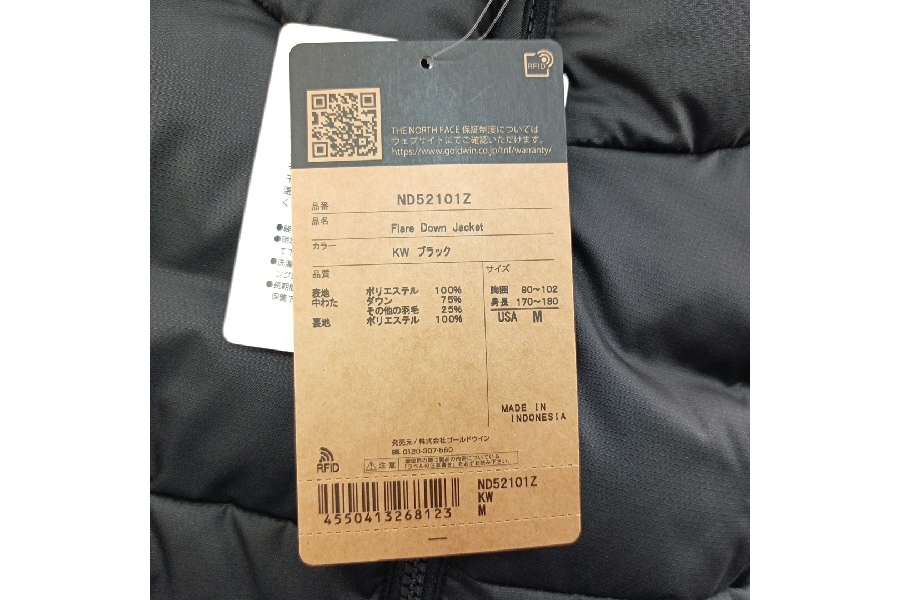 RFID
THE NORTH FACE 保証制度については
ウェブサイトにてご確認いただけます。
https://www.goldwin.co.jp/tnf/warranty/
品番 ND52101Z
品名 Flare Down Jacket
カラー KW ブラック
品質
表地 ポリエステル 100%
中わた ダウン 75%
その他の羽毛 25%
裏地 ポリエステル 100%
サイズ
胸囲 90~102
身長 170~180
USA M
MADE IN
INDONESIA
発売元/株式会社ゴールドウイン
0120-307-560
RFID
注意
4550413268123
ND52101Z
KW
M